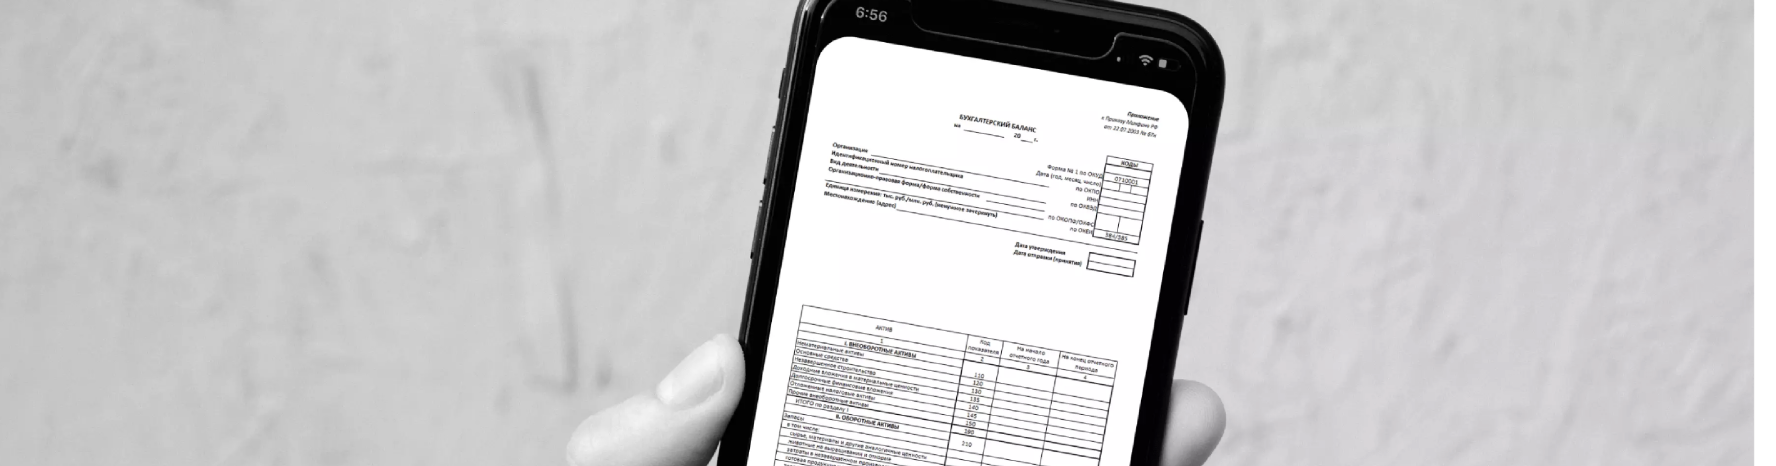 6:56
Приложение
к Приказу Минфина РФ
от 22.07.2003 № 67н
БУХГАЛТЕРСКИЙ БАЛАНС
на 20 г.
КОДЫ
Форма № 1 по ОКУД 0710001
Дата (год, месяц, число)
Организация по ОКПО
Идентификационный номер налогоплательщика ИНН
Вид деятельности по ОКВЭД
Организационно-правовая форма/форма собственности
по ОКОПФ/ОКФС
Единица измерения: тыс. руб./млн. руб. (ненужное зачеркнуть) по ОКЕИ 384/385
Местонахождение (адрес)
Дата утверждения
Дата отправки (принятия)
АКТИВ Код показателя На начало отчетного года На конец отчетного периода
1 2 3 4
I. ВНЕОБОРОТНЫЕ АКТИВЫ
Нематериальные активы 110
Основные средства 120
Незавершенное строительство 130
Доходные вложения в материальные ценности 135
Долгосрочные финансовые вложения 140
Отложенные налоговые активы 145
Прочие внеоборотные активы 150
ИТОГО по разделу I 190
II. ОБОРОТНЫЕ АКТИВЫ
Запасы 210
в том числе:
сырье, материалы и другие аналогичные ценности
животные на выращивании и откорме
затраты в незавершенном
готовая